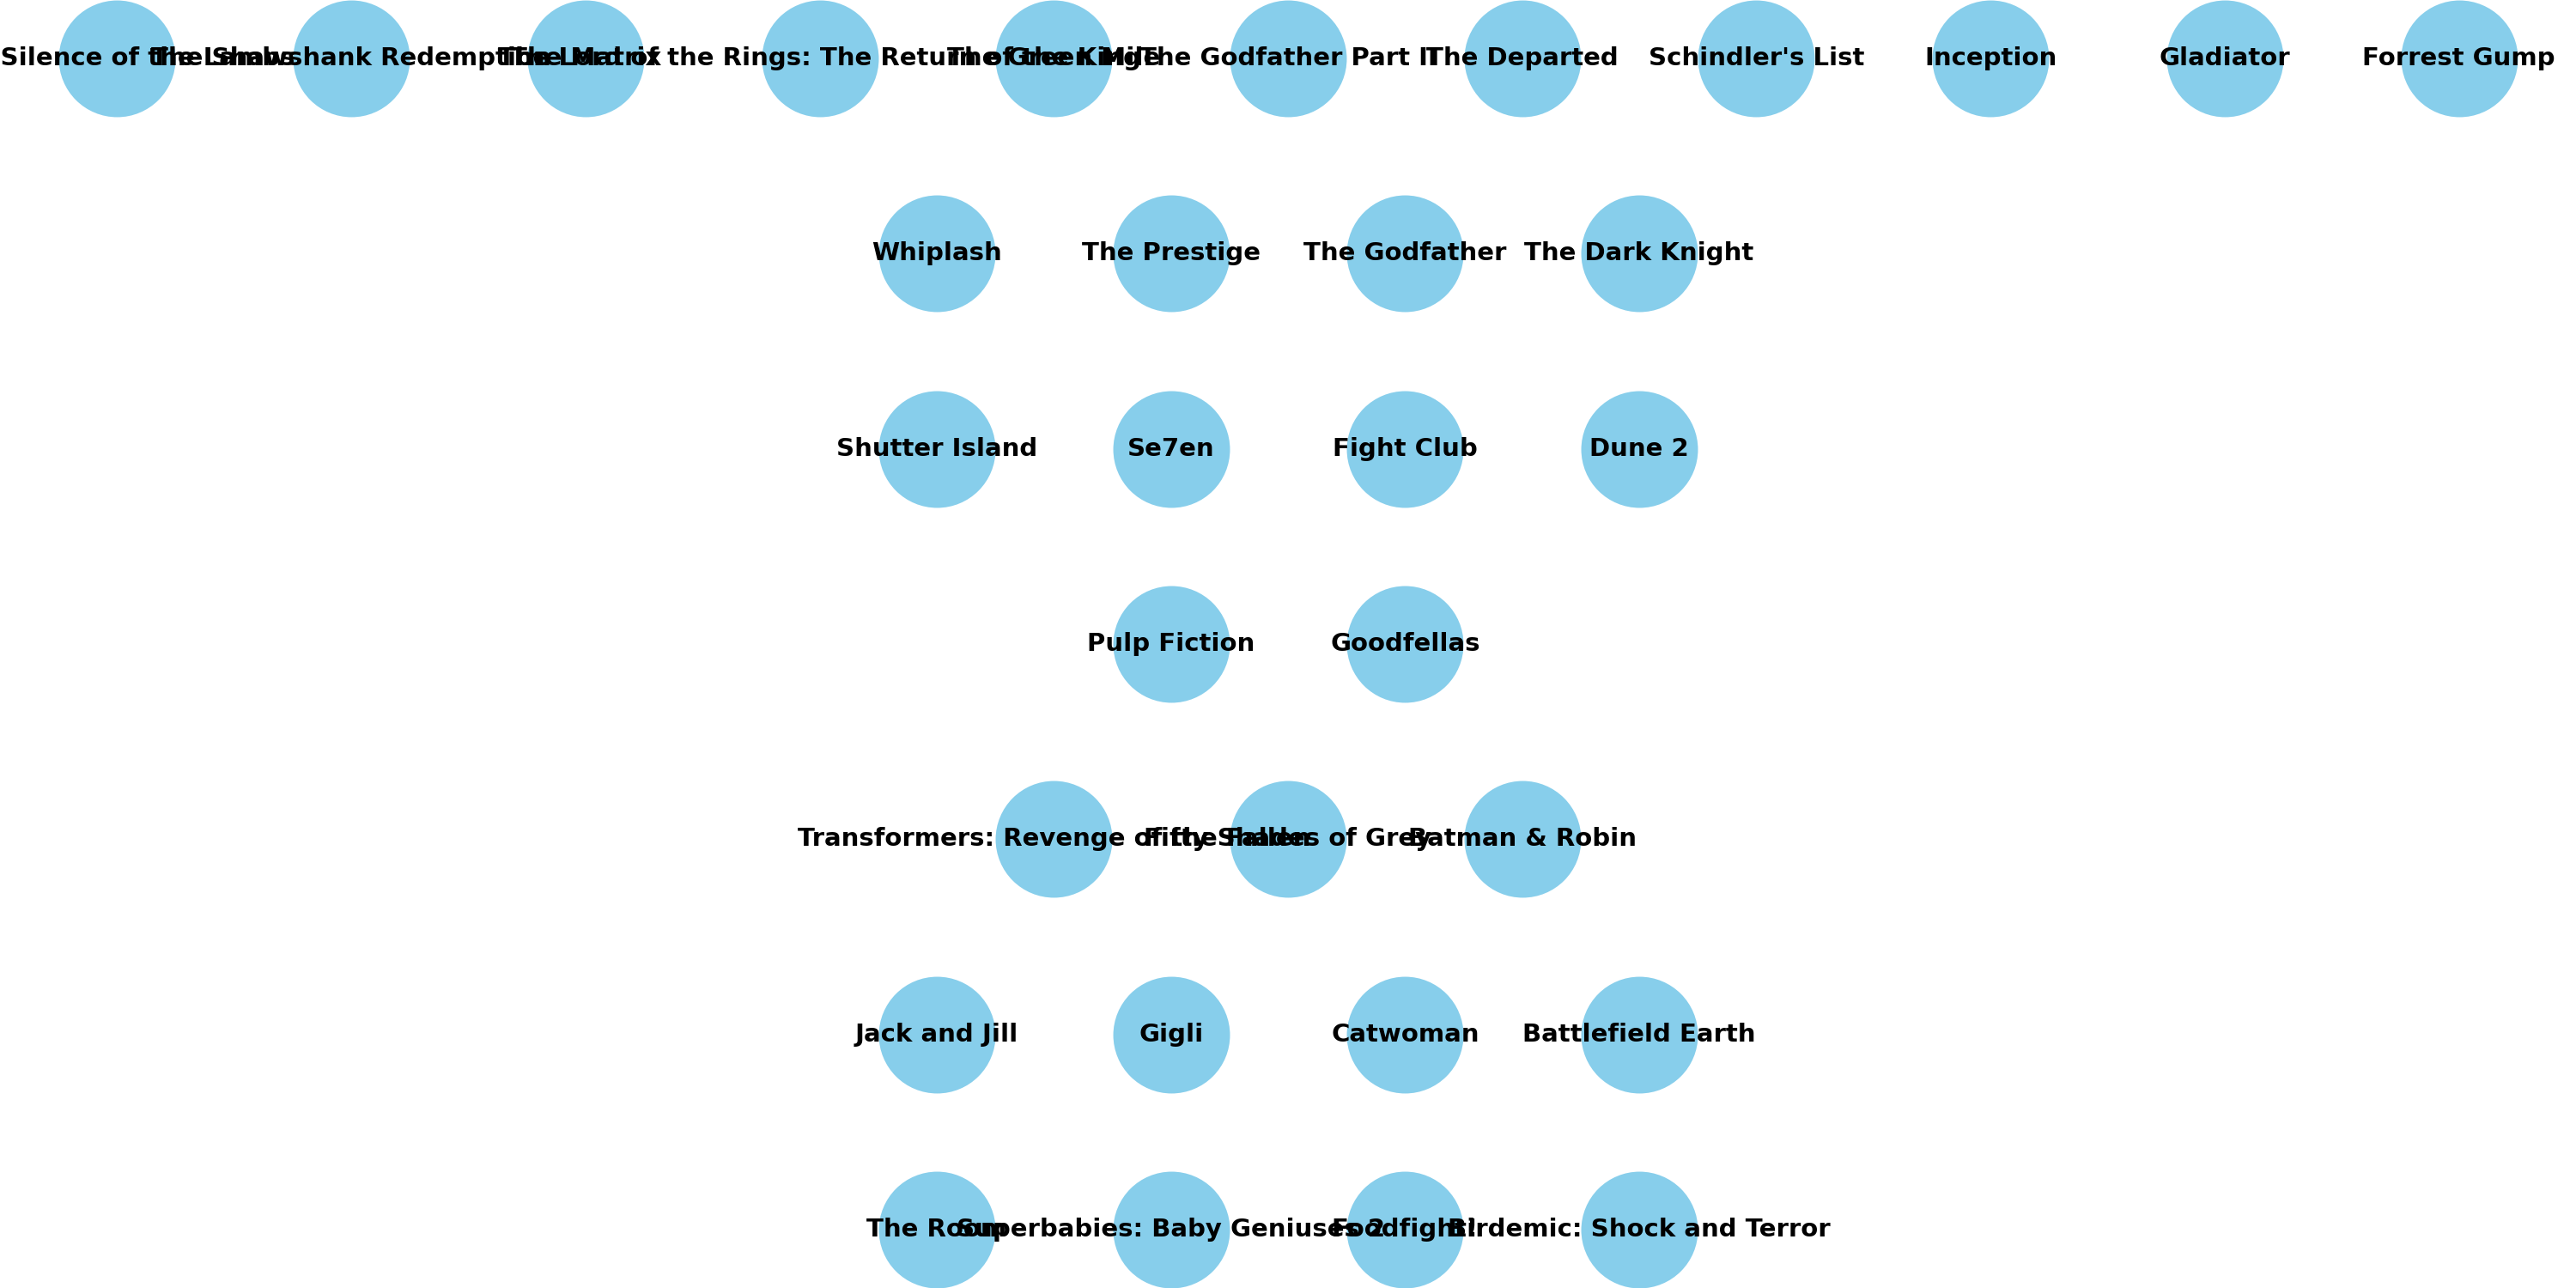 Silence of the Lambs
The Shawshank Redemption
The Matrix
The Lord of the Rings: The Return of the King
The Green Mile
The Godfather Part II
The Departed
Schindler's List
Inception
Gladiator
Forrest Gump
Whiplash
The Prestige
The Godfather
The Dark Knight
Shutter Island
Se7en
Fight Club
Dune 2
Pulp Fiction
Goodfellas
Transformers: Revenge of the Fallen
Fifty Shades of Grey
Batman & Robin
Jack and Jill
Gigli
Catwoman
Battlefield Earth
The Room
Superbabies: Baby Geniuses 2
Foodfight!
Birdemic: Shock and Terror